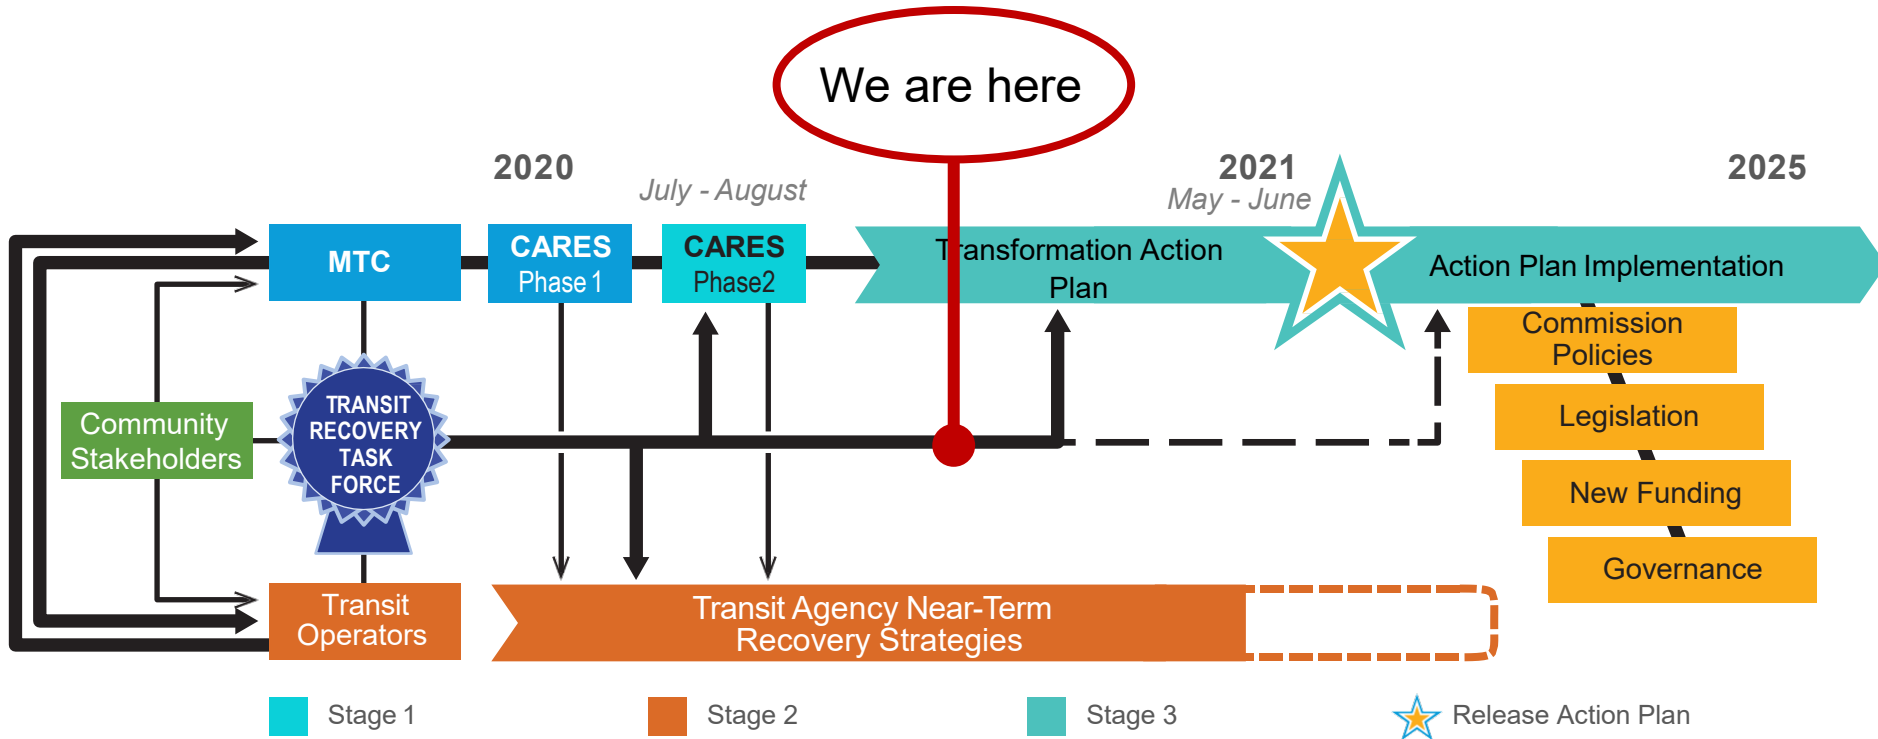 We are here
2020
2021
2025
July - August
May - June
MTC
CARES
Phase 1
CARES
Phase2
Transformation Action
Plan
Action Plan Implementation
Commission
Policies
Legislation
New Funding
Governance
Community
Stakeholders
TRANSIT
RECOVERY
TASK
FORCE
Transit
Operators
Transit Agency Near-Term
Recovery Strategies
Stage 1
Stage 2
Stage 3
Release Action Plan